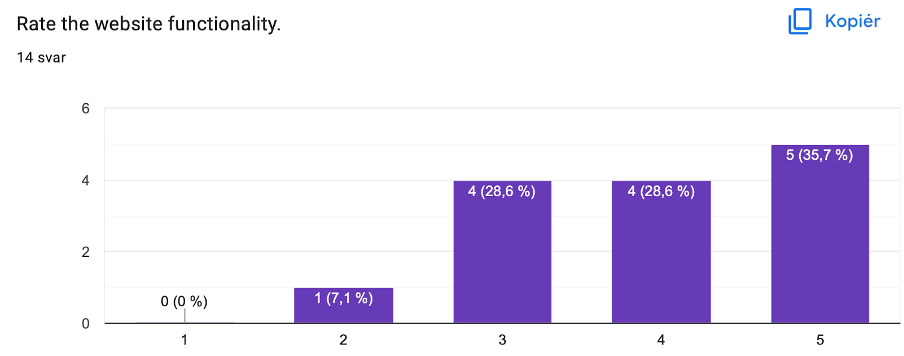 Rate the website functionality.
Kopiér
14 svar
6
4
2
0
0 (0 %)
1 (7,1 %)
4 (28,6 %)
4 (28,6 %)
5 (35,7 %)
1 2 3 4 5